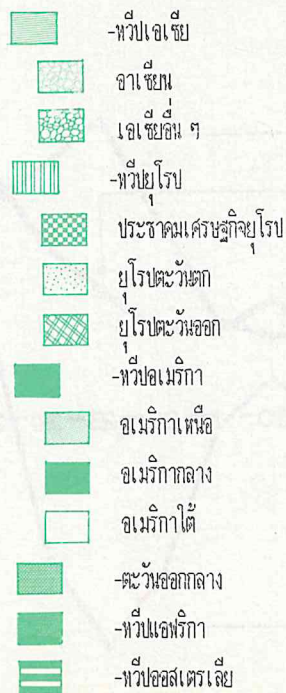 -ทวีปเอเซีย
อาเซียน
เอเซียอื่น ๆ
-ทวีปยุโรป
ประชาคมเศรษฐกิจยุโรป
ยุโรปตะวันตก
ยุโรปตะวันออก
-ทวีปอเมริกา
อเมริกาเหนือ
อเมริกากลาง
อเมริกาใต้
-ตะวันออกกลาง
-ทวีปแอฟริกา
-ทวีปออสเตรเลีย